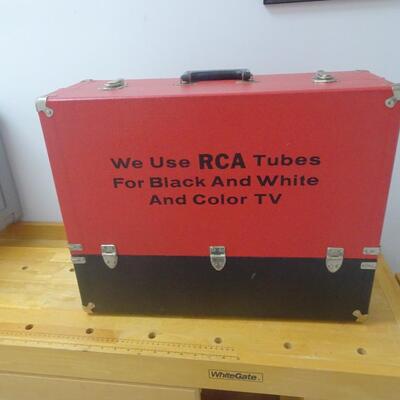 We Use RCA Tubes
For Black And White
And Color TV
WhiteGate